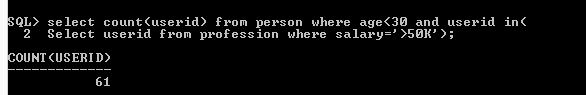 SQL> select count(userid) from person where age<30 and userid in(
2 Select userid from profession where salary='>50K');
COUNT(USERID)
-------------
61